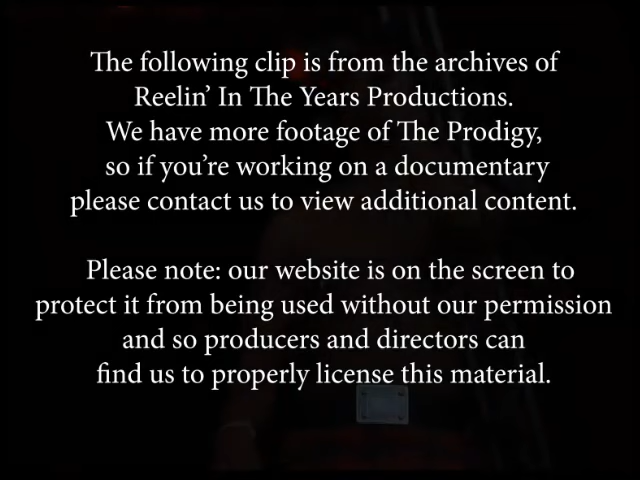 The following clip is from the archives of
Reelin’ In The Years Productions.
We have more footage of The Prodigy,
so if you’re working on a documentary
please contact us to view additional content.
Please note: our website is on the screen to
protect it from being used without our permission
and so producers and directors can
find us to properly license this material.